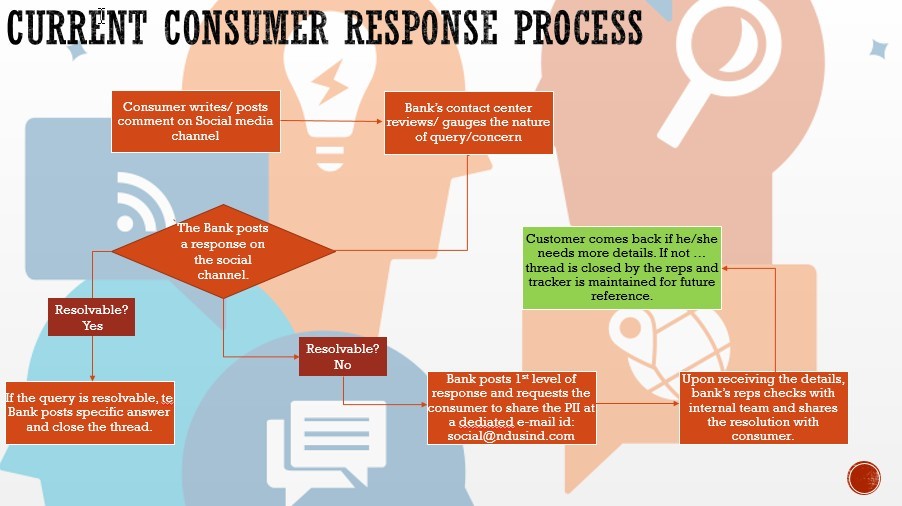 CURRENT CONSUMER RESPONSE PROCESS
Consumer writes/ posts
comment on Social media
channel
Bank's contact center
reviews/ gauges the nature
of query/concern
The Bank posts
a response on
the social
channel.
Customer comes back if he/she
needs more details. If not ...
thread is closed by the reps and
tracker is maintained for future
reference.
Resolvable?
Yes
Resolvable?
No
If the query is resolvable, te
Bank posts specific answer
and close the thread.
Bank posts 1st level of
response and requests the
consumer to share the PII at
a dediated e-mail id:
social@ndusind.com
Upon receiving the details,
bank's reps checks with
internal team and shares
the resolution with
consumer.